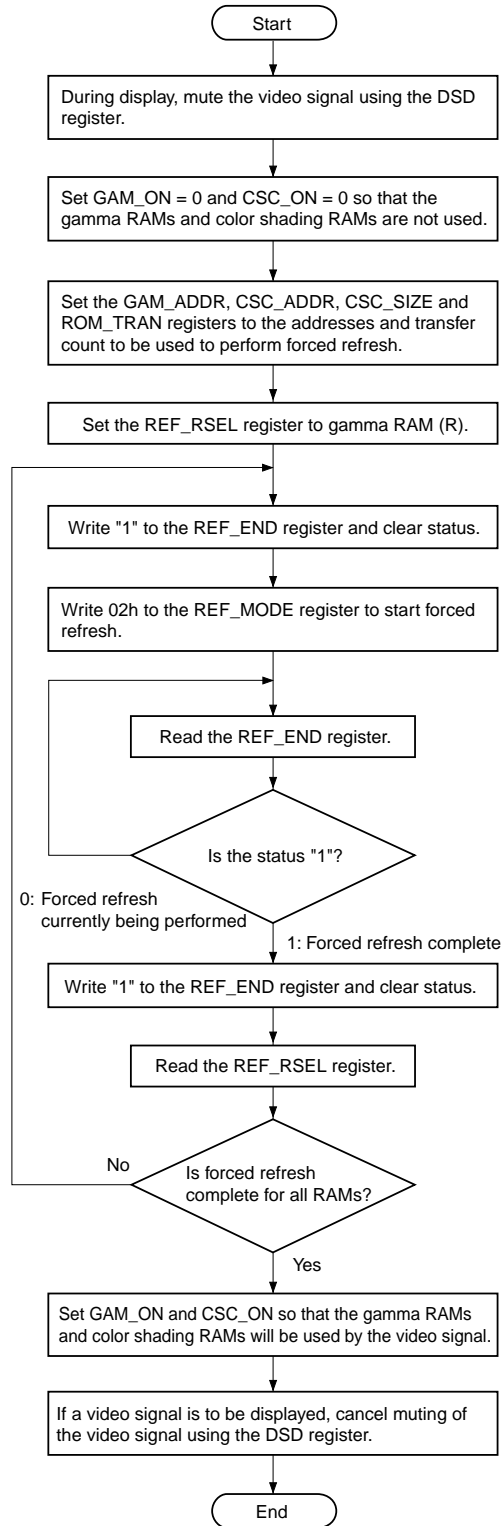 Start
During display, mute the video signal using the DSD
register.
Set GAM_ON = 0 and CSC_ON = 0 so that the
gamma RAMs and color shading RAMs are not used.
Set the GAM_ADDR, CSC_ADDR, CSC_SIZE and
ROM_TRAN registers to the addresses and transfer
count to be used to perform forced refresh.
Set the REF_RSEL register to gamma RAM (R).
Write "1" to the REF_END register and clear status.
Write 02h to the REF_MODE register to start forced
refresh.
Read the REF_END register.
Is the status "1"?
0: Forced refresh
currently being performed
1: Forced refresh complete
Write "1" to the REF_END register and clear status.
Read the REF_RSEL register.
No
Is forced refresh
complete for all RAMs?
Yes
Set GAM_ON and CSC_ON so that the gamma RAMs
and color shading RAMs will be used by the video signal.
If a video signal is to be displayed, cancel muting of
the video signal using the DSD register.
End